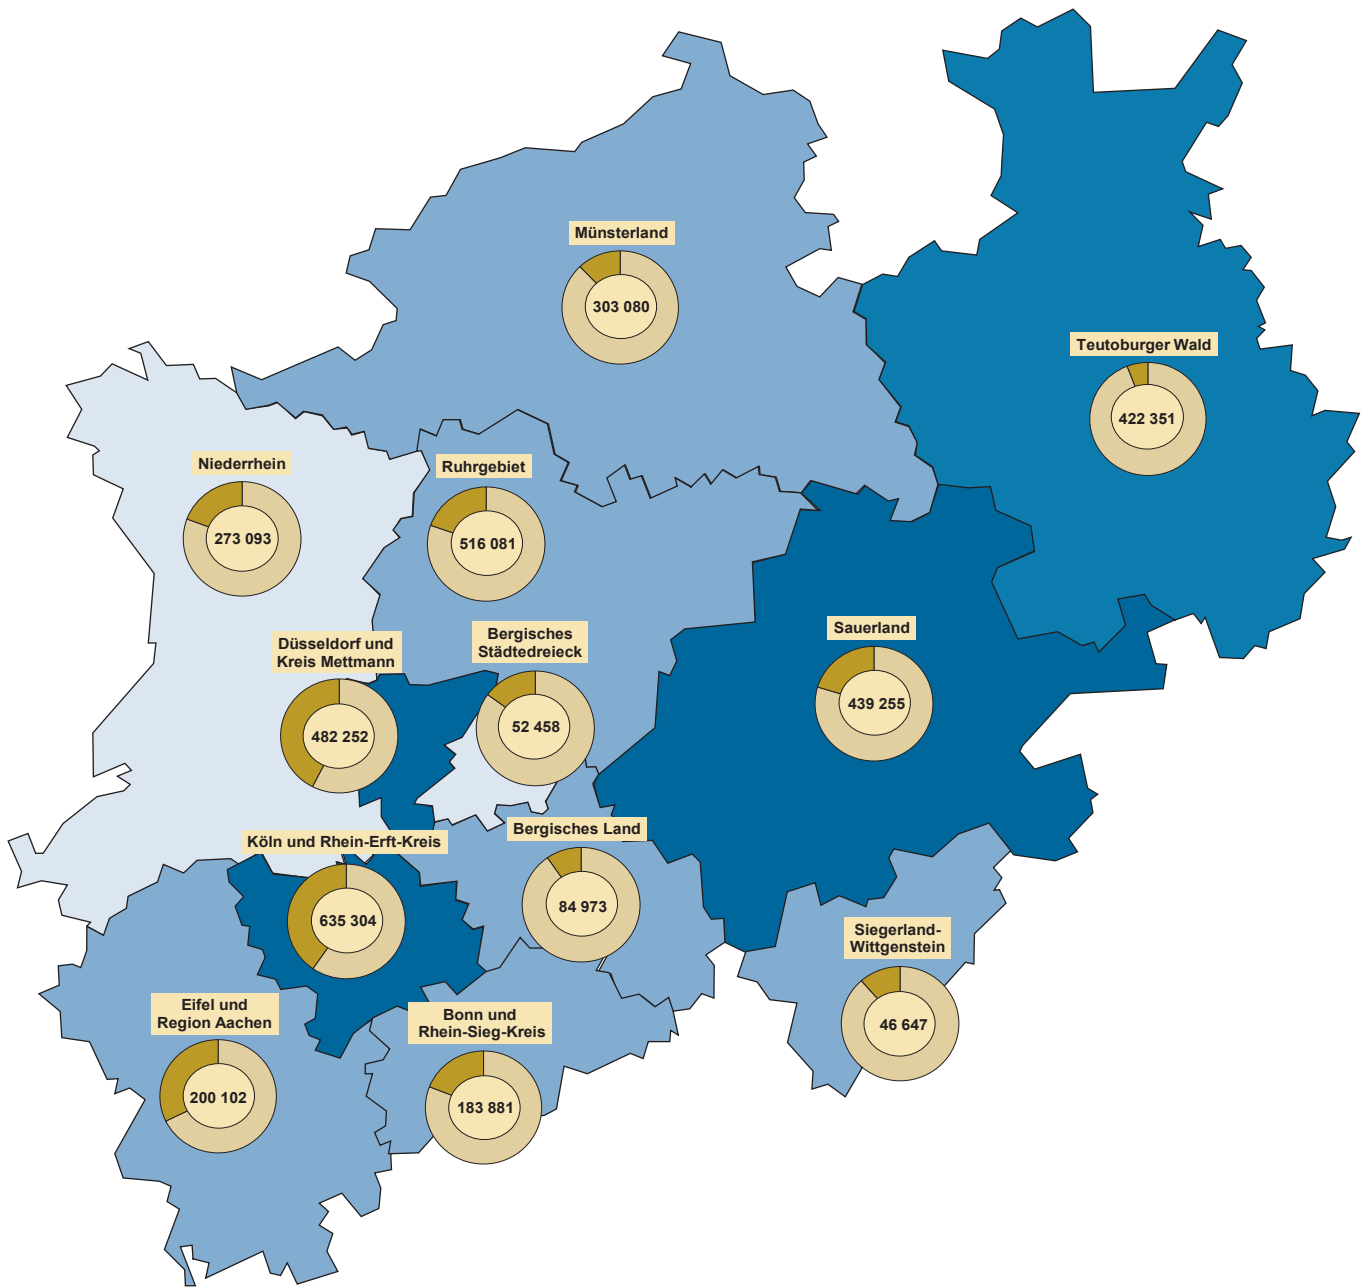 Münsterland
303 080
Teutoburger Wald
422 351
Niederrhein
273 093
Ruhrgebiet
516 081
Düsseldorf und
Kreis Mettmann
482 252
Bergisches
Städtedreieck
52 458
Sauerland
439 255
Köln und Rhein-Erft-Kreis
635 304
Bergisches Land
84 973
Siegerland-
Wittgenstein
46 647
Eifel und
Region Aachen
200 102
Bonn und
Rhein-Sieg-Kreis
183 881